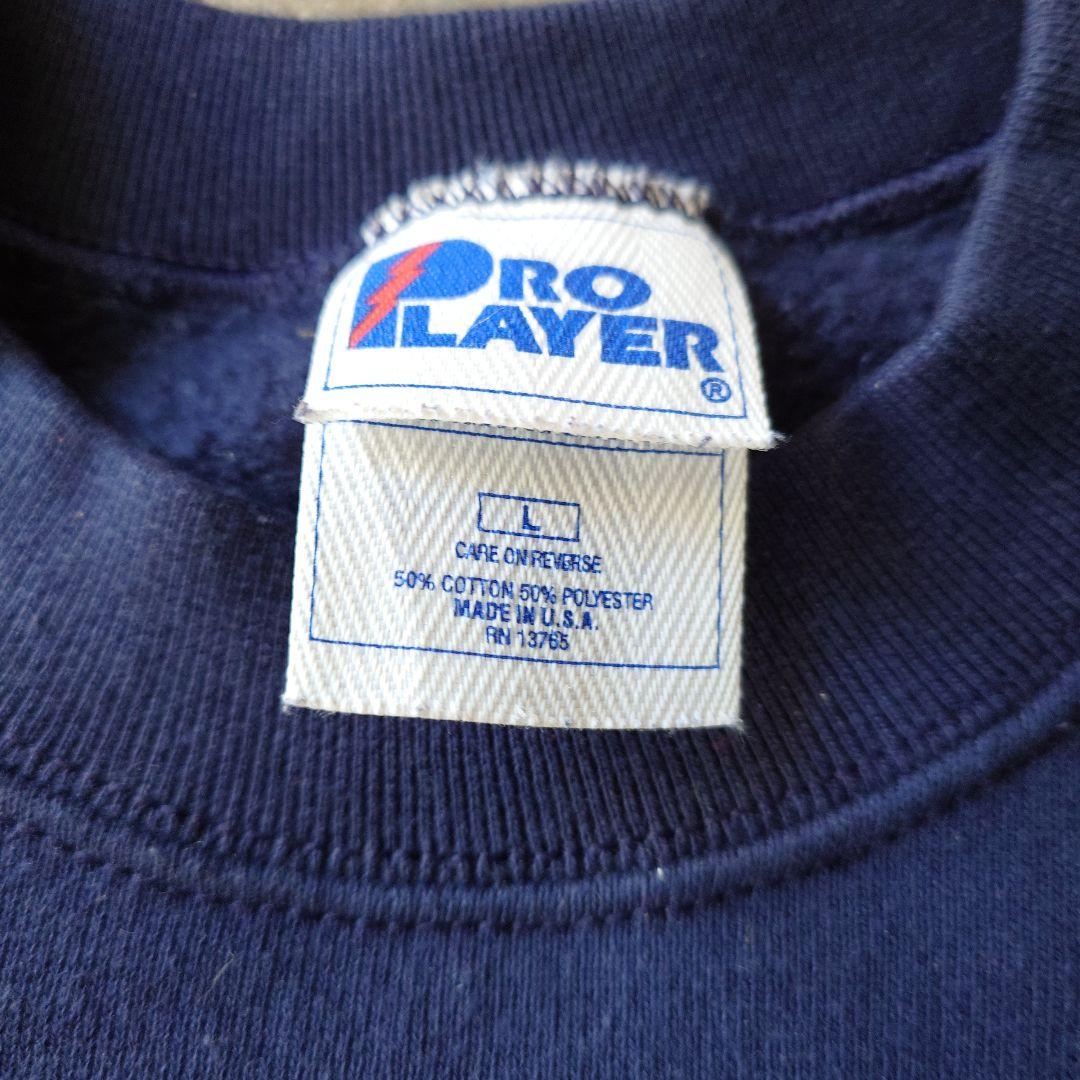 PRO
PLAYER®
L
CARE ON REVERSE
50% COTTON 50% POLYESTER
MADE IN U.S.A.
RN 13765